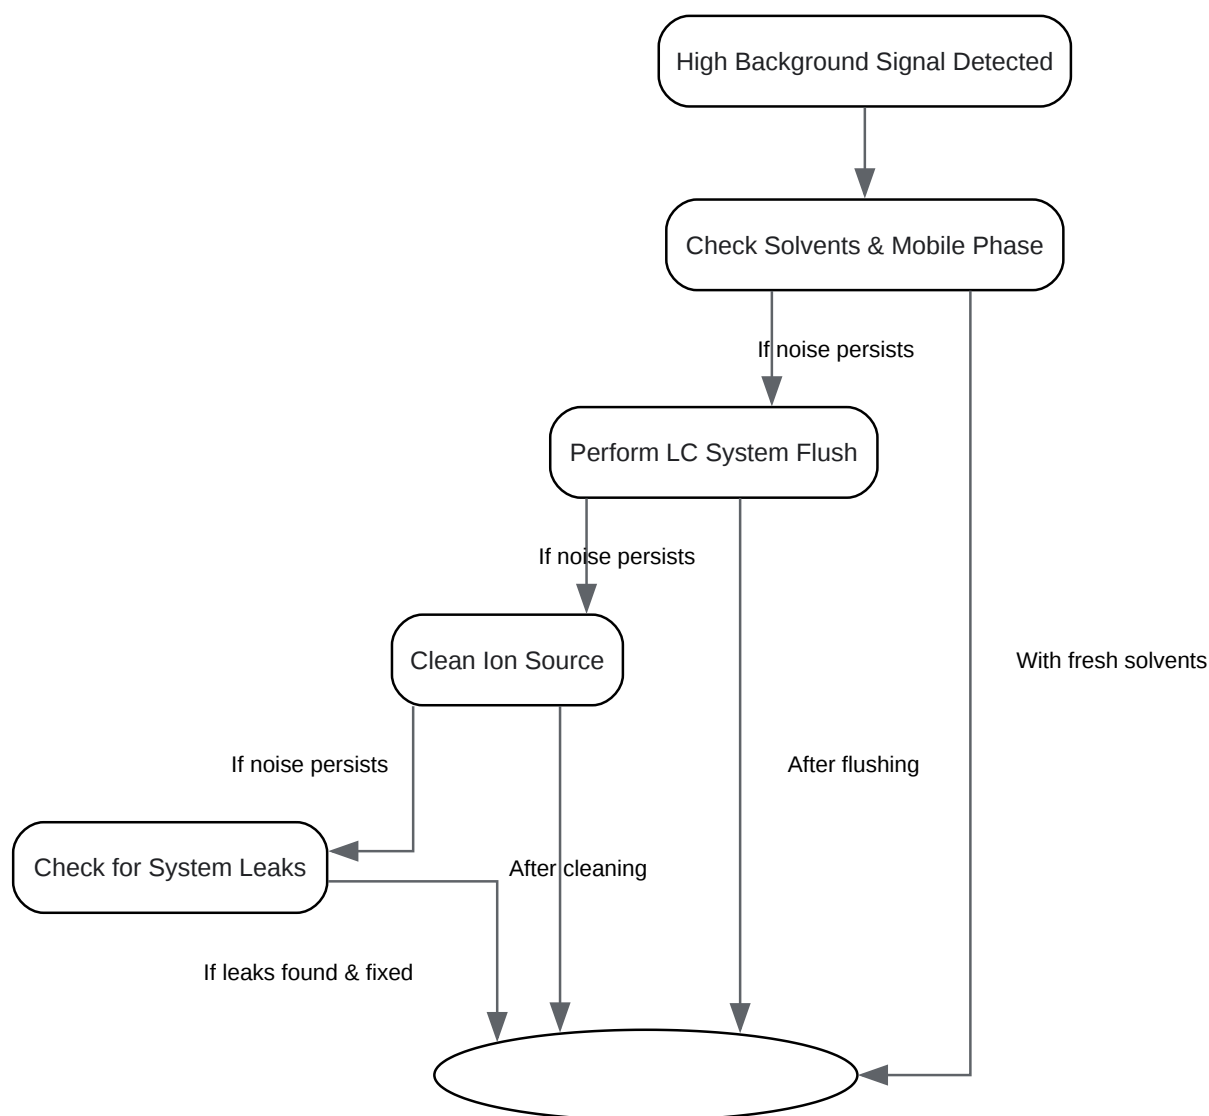 High Background Signal Detected
Check Solvents & Mobile Phase
If noise persists
Perform LC System Flush
If noise persists
Clean Ion Source
With fresh solvents
If noise persists
After flushing
Check for System Leaks
After cleaning
If leaks found & fixed